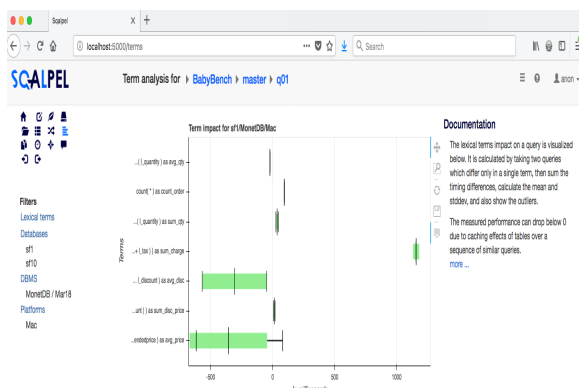 Sqalpel
localhost:5000/terms
Search
SQALPEL
Term analysis for ▸ BabyBench ▸ master ▸ q01
anon
Filters
Lexical terms
Databases
sf1
sf10
DBMS
MonetDB / Mar18
Platforms
Mac
Term impact for sf1/MonetDB/Mac
Terms
...( l_quantity ) as avg_qty
count( * ) as count_order
...( l_quantity ) as sum_qty
...+ l_tax ) ) as sum_charge
...( l_discount ) as avg_disc
...unt ) ) as sum_disc_price
...endedprice ) as avg_price
-500 0 500 1000
Documentation
The lexical terms impact on a query is visualized
below. It is calculated by taking two queries
which differ only in a single term, then sum the
timing differences, calculate the mean and
stddev, and also show the outliers.
The measured performance can drop below 0
due to caching effects of tables over a
sequence of similar queries.
more ...